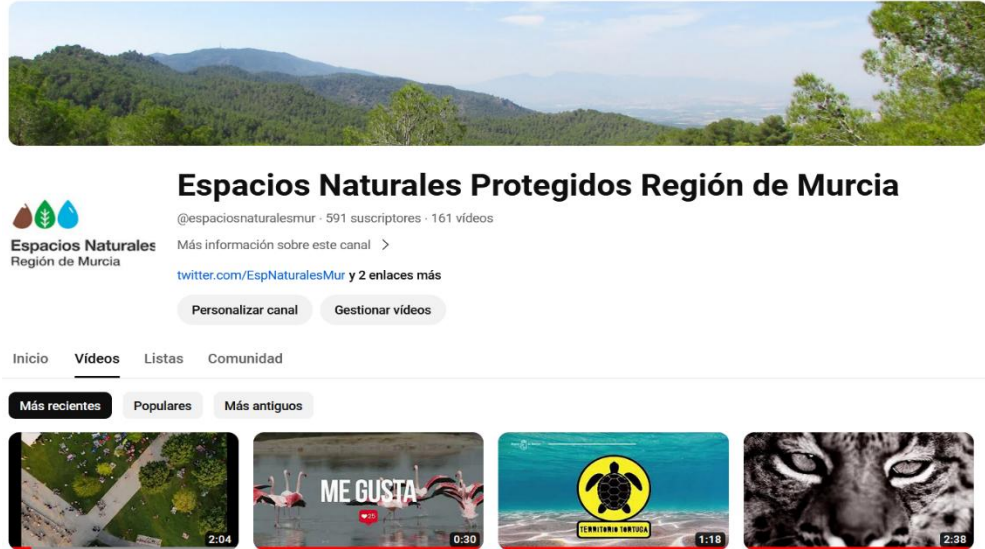 Espacios Naturales Protegidos Región de Murcia
@espaciosnaturalesmur · 591 suscriptores · 161 vídeos
Espacios Naturales
Región de Murcia
Más información sobre este canal >
twitter.com/EspNaturalesMur y 2 enlaces más
Personalizar canal Gestionar vídeos
Inicio Vídeos Listas Comunidad
Más recientes Populares Más antiguos
ME GUSTA
25
TERRITORIO TORTUGA
2:04 0:30 1:18 2:38